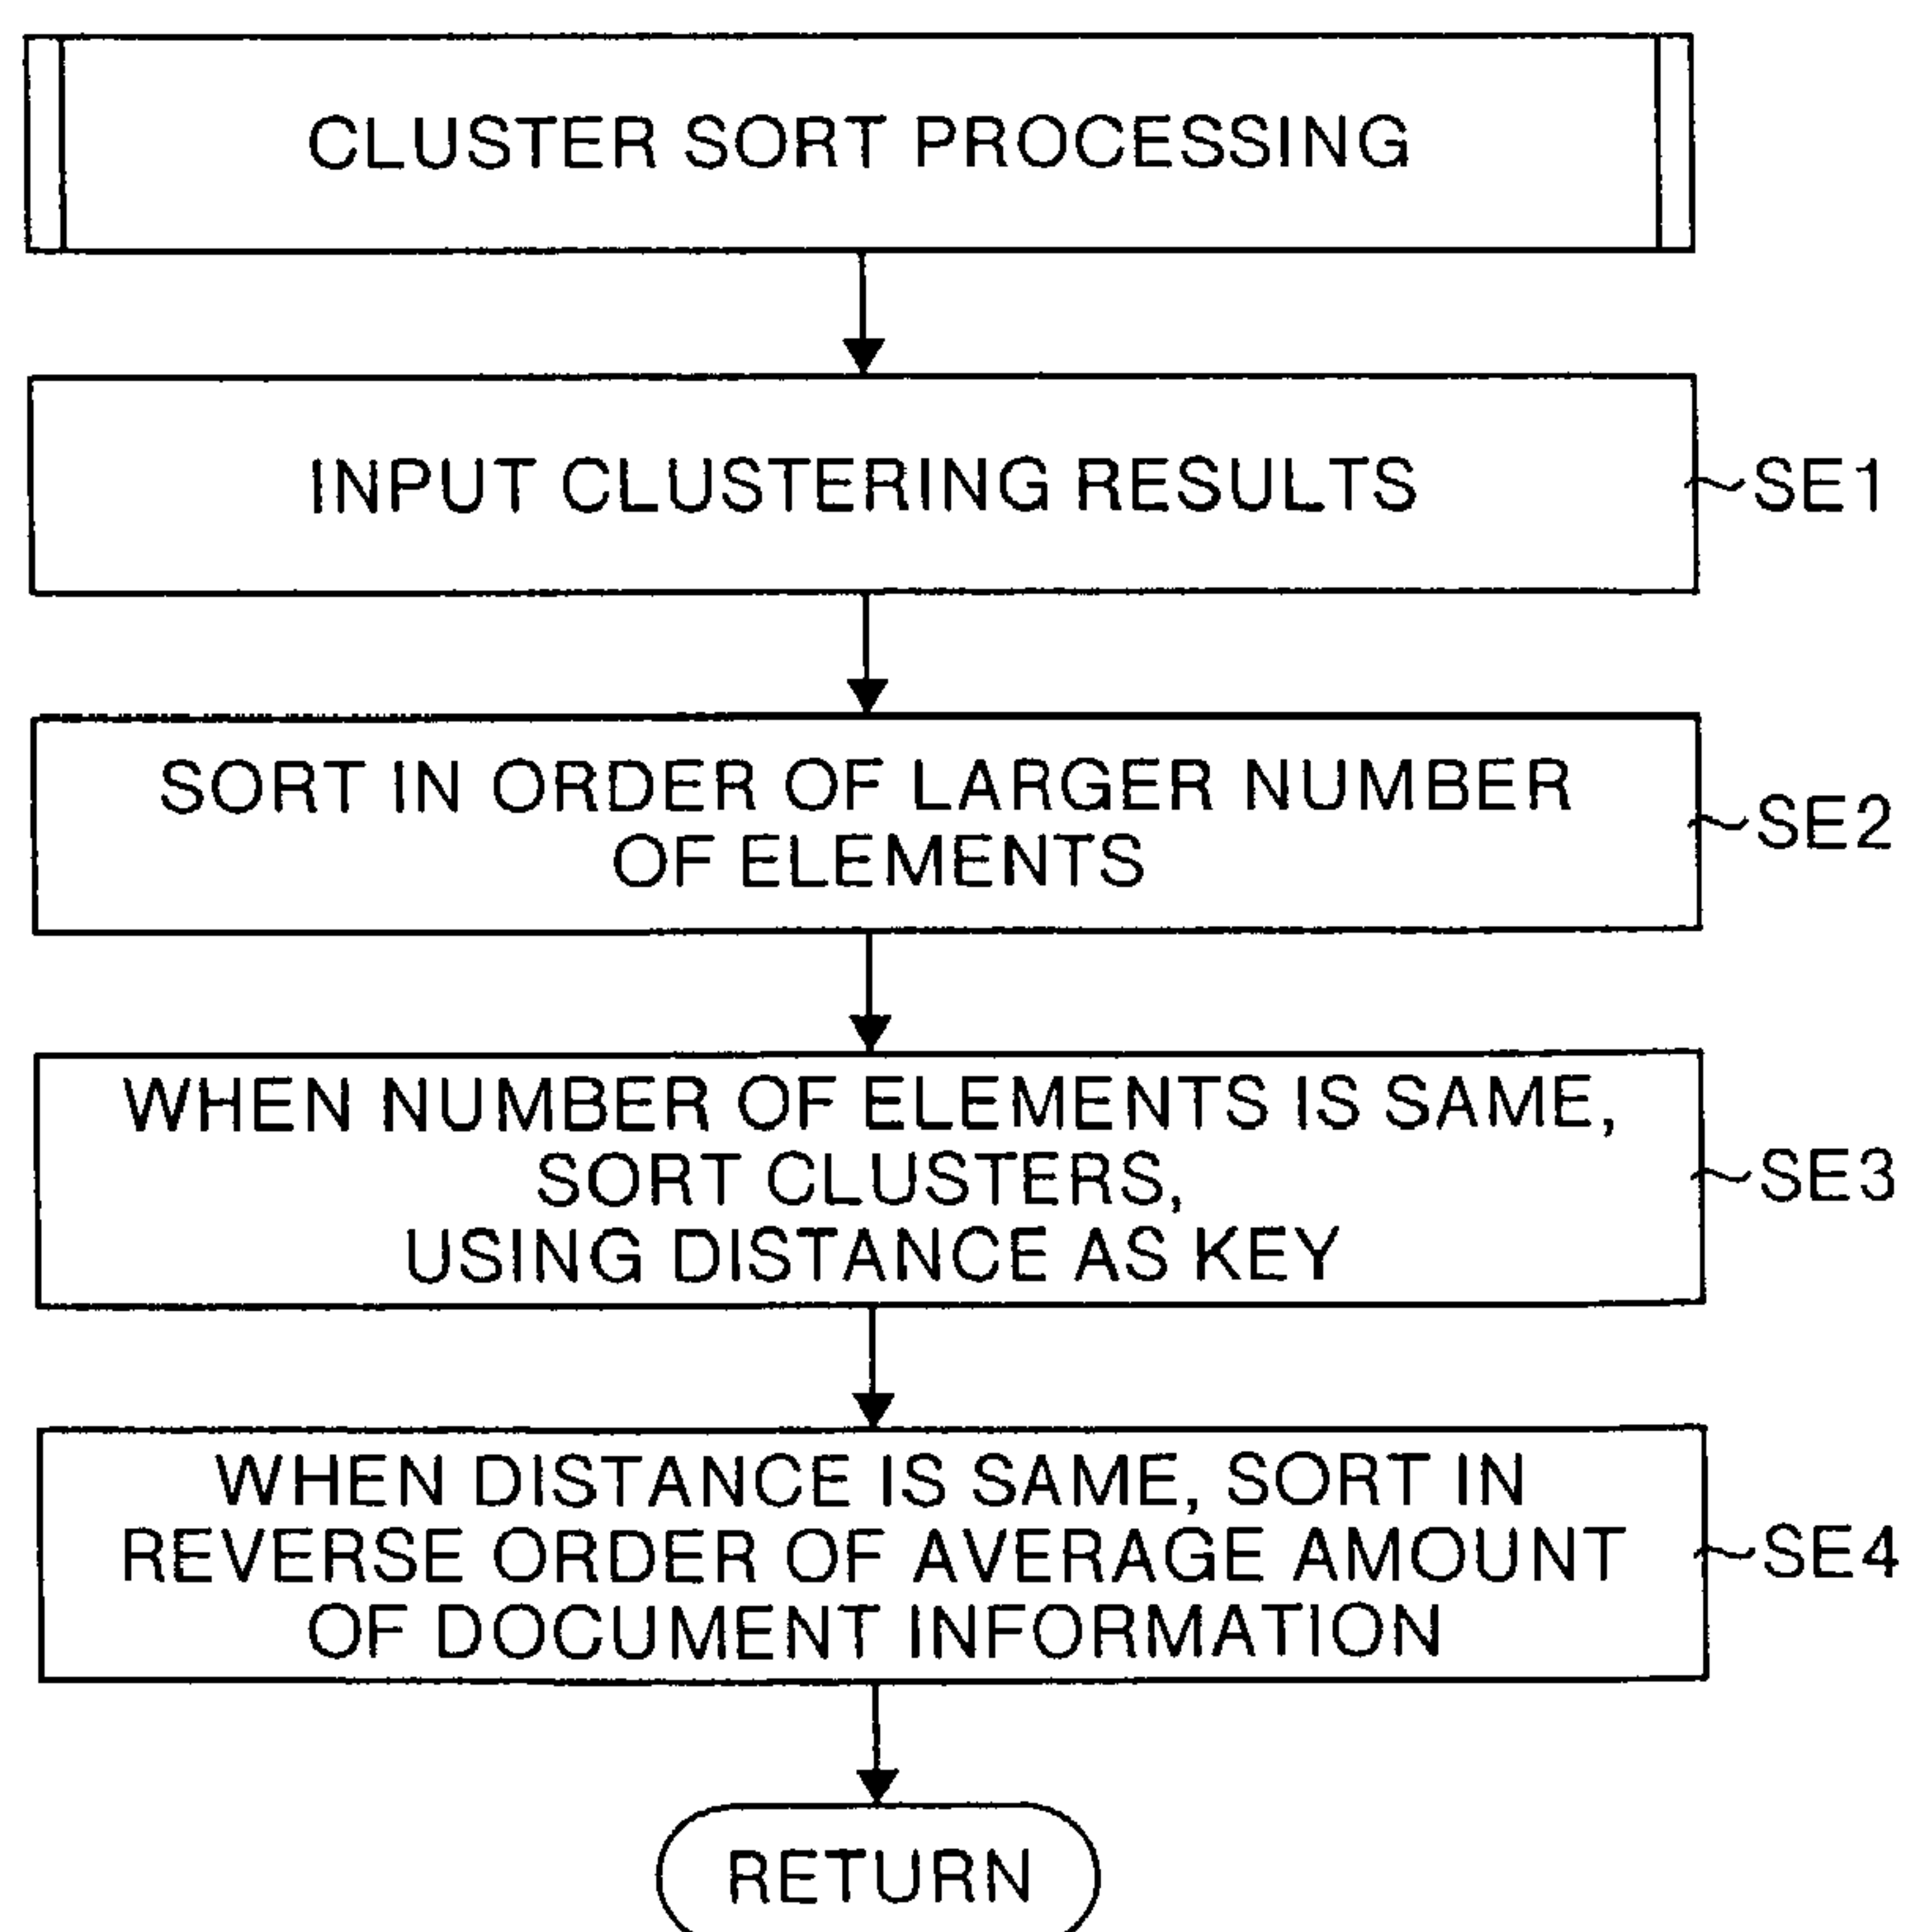 CLUSTER SORT PROCESSING
INPUT CLUSTERING RESULTS
SE1
SORT IN ORDER OF LARGER NUMBER
OF ELEMENTS
SE2
WHEN NUMBER OF ELEMENTS IS SAME,
SORT CLUSTERS,
USING DISTANCE AS KEY
SE3
WHEN DISTANCE IS SAME, SORT IN
REVERSE ORDER OF AVERAGE AMOUNT
OF DOCUMENT INFORMATION
SE4
RETURN